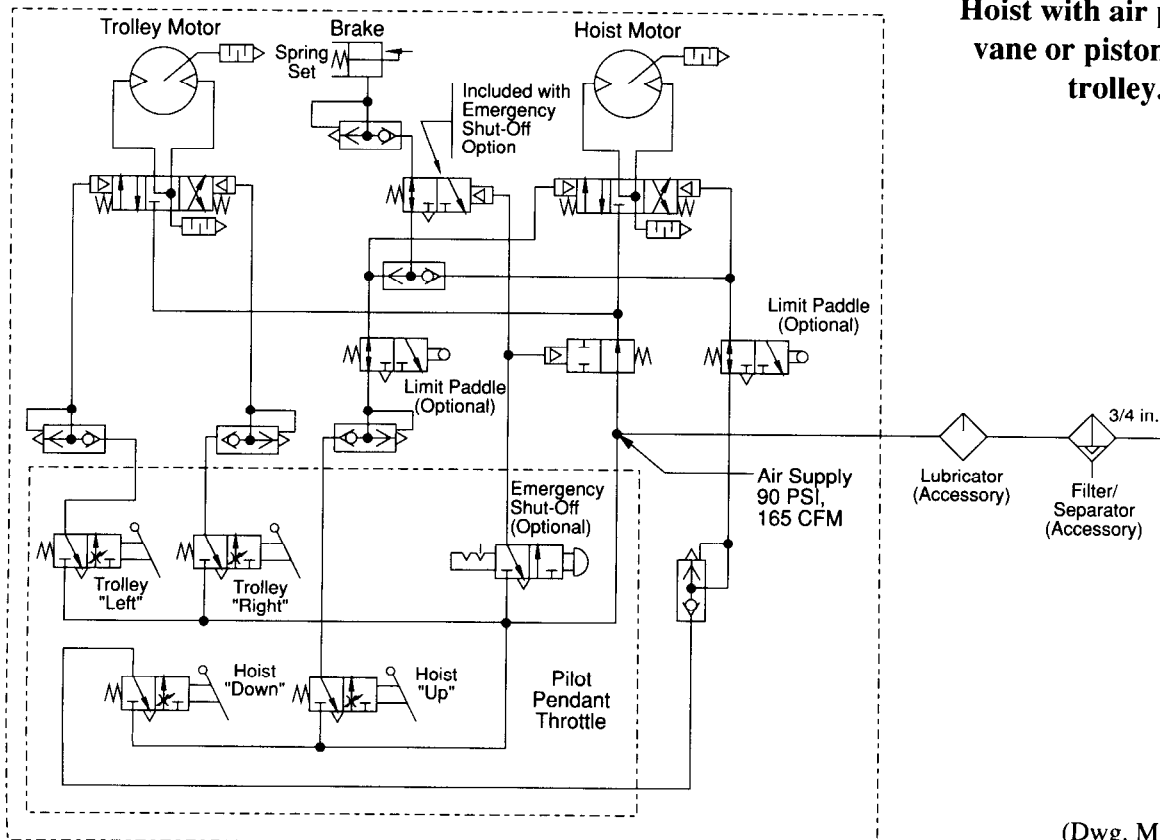 Hoist with air p
vane or piston
trolley.
Trolley Motor
Brake
Spring
Set
Hoist Motor
Included with
Emergency
Shut-Off
Option
Limit Paddle
(Optional)
Limit Paddle
(Optional)
3/4 in.
Air Supply
90 PSI,
165 CFM
Lubricator
(Accessory)
Filter/
Separator
(Accessory)
Emergency
Shut-Off
(Optional)
Trolley
"Left"
Trolley
"Right"
Hoist
"Down"
Hoist
"Up"
Pilot
Pendant
Throttle
(Dwg. M